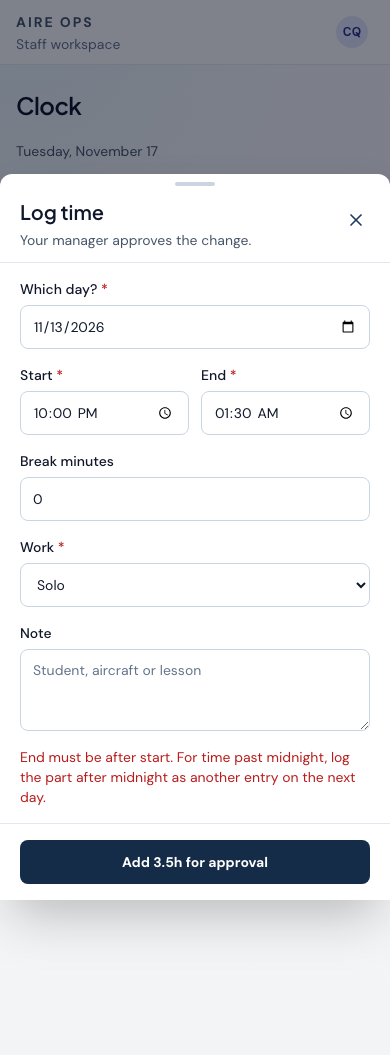 AIRE OPS
Staff workspace
CQ
Clock
Tuesday, November 17
Log time
Your manager approves the change.
Which day? *
11/13/2026
Start *
End *
10:00 PM
01:30 AM
Break minutes
0
Work *
Solo
Note
Student, aircraft or lesson
End must be after start. For time past midnight, log
the part after midnight as another entry on the next
day.
Add 3.5h for approval